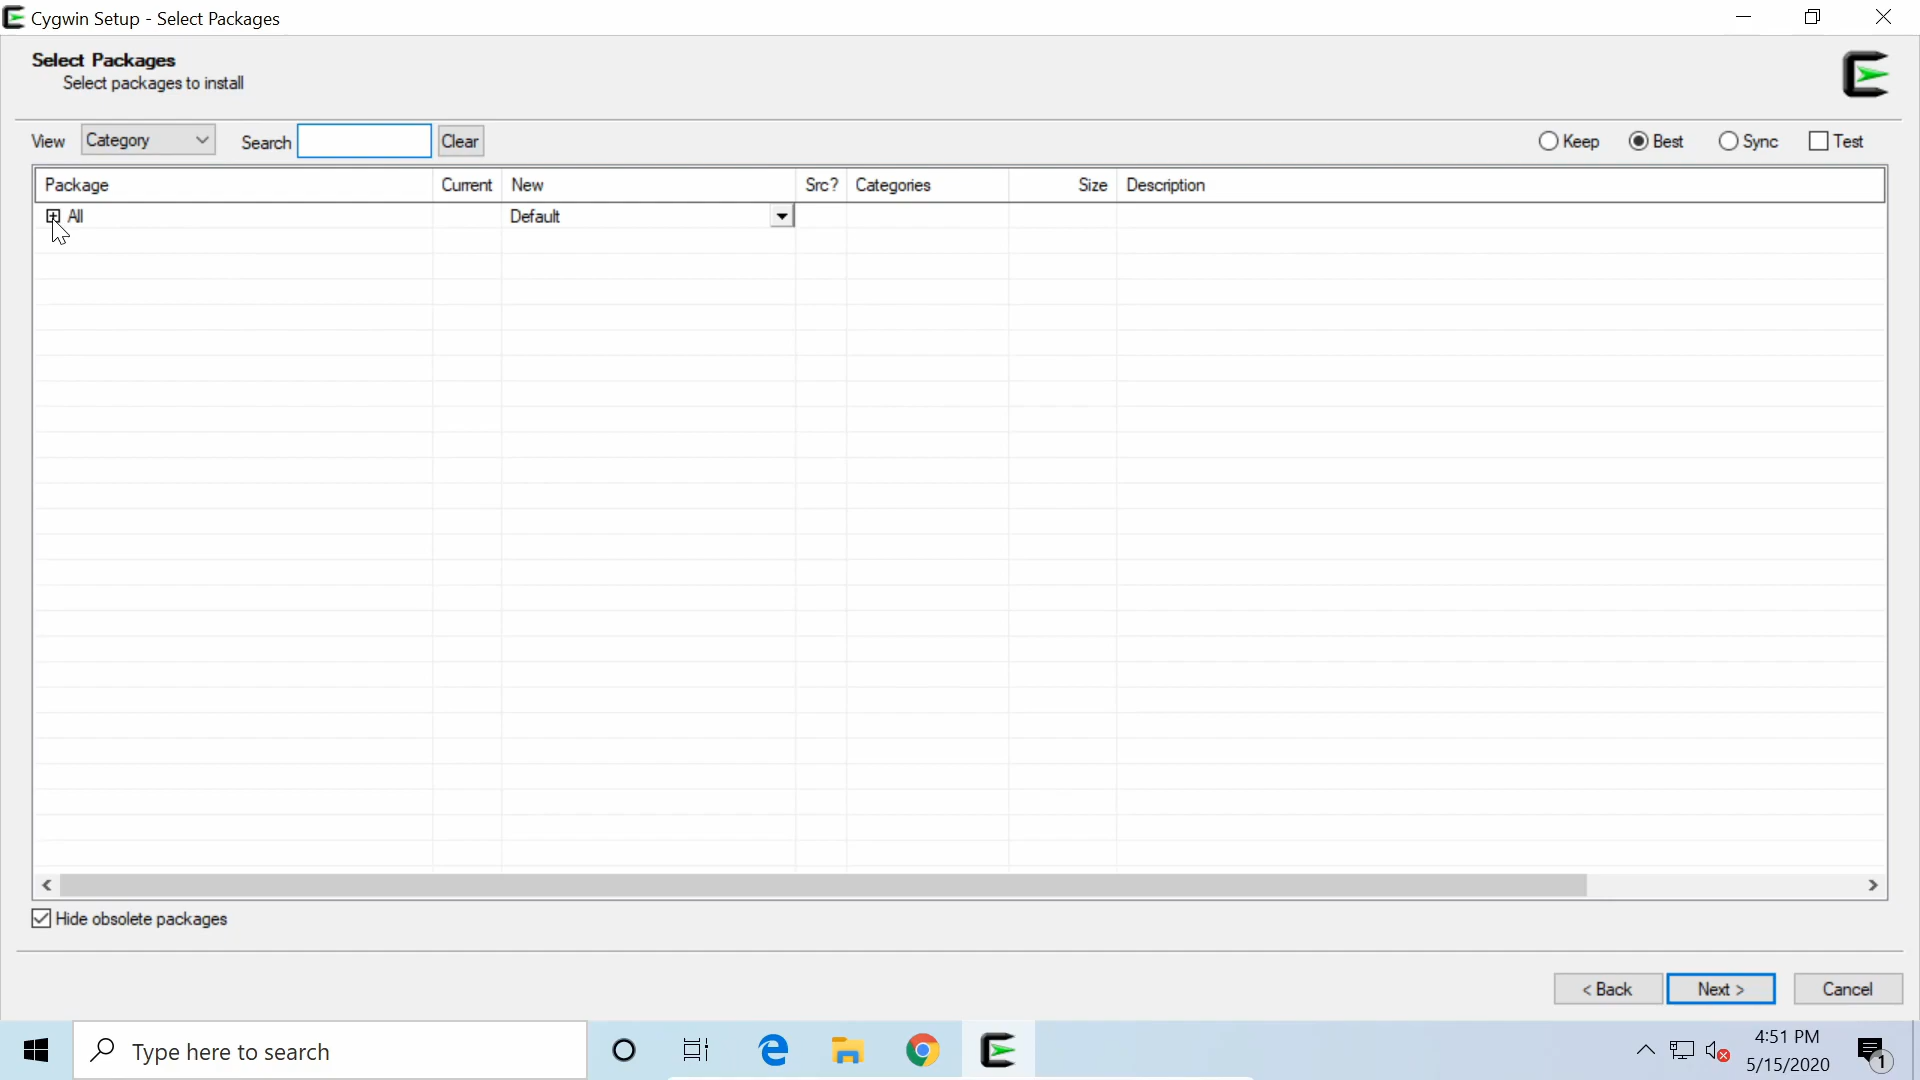 Cygwin Setup - Select Packages
Select Packages
Select packages to install
View Category Search Clear Keep Best Sync Test
Package Current New Src? Categories Size Description
All Default
Hide obsolete packages
< Back Next > Cancel
Type here to search
4:51 PM
5/15/2020
1